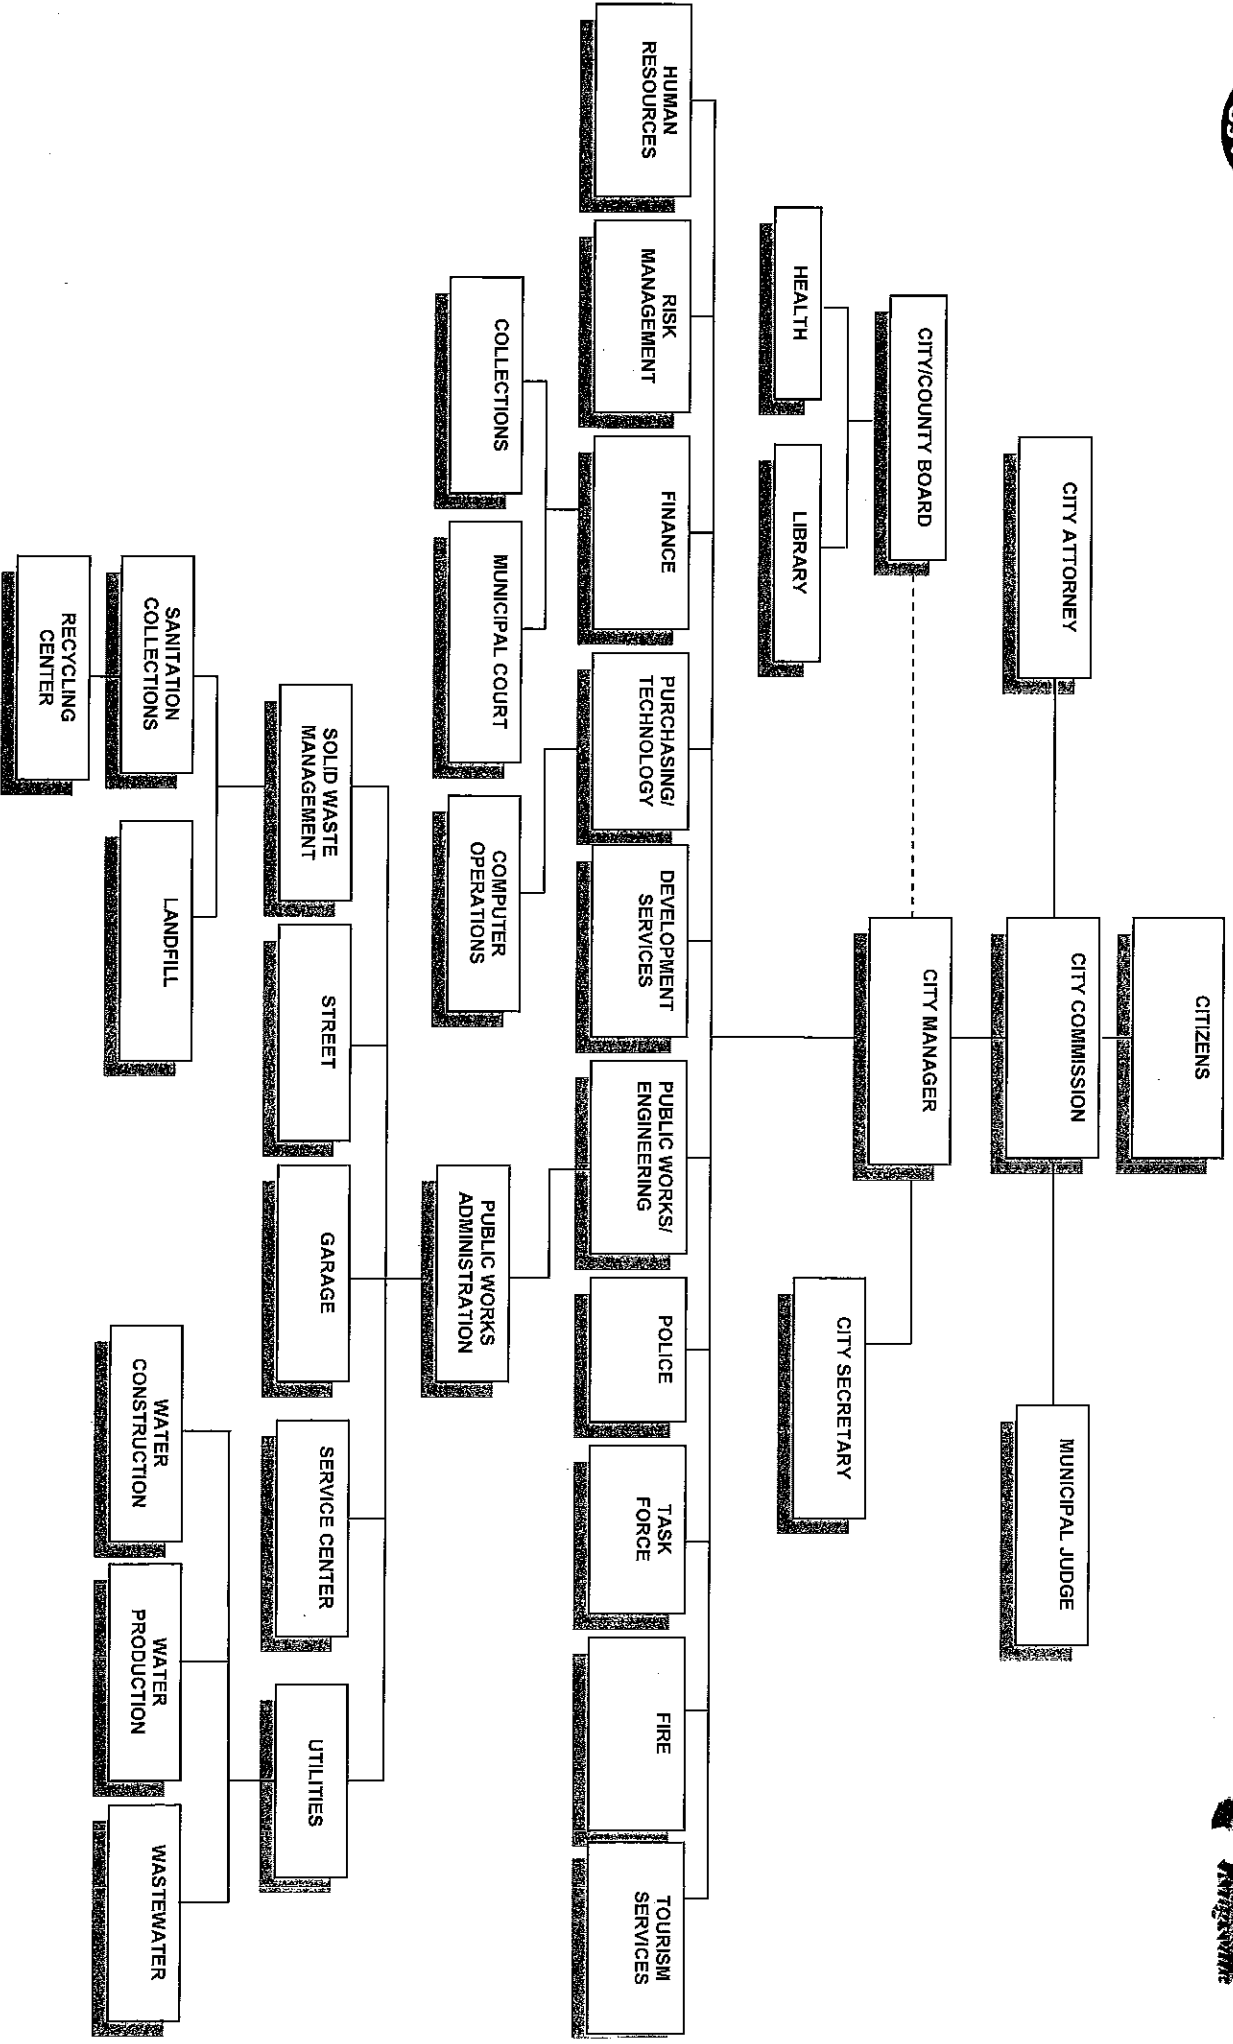 CITIZENS
CITY ATTORNEY
CITY COMMISSION
MUNICIPAL JUDGE
CITY/COUNTY BOARD
CITY MANAGER
HEALTH
LIBRARY
CITY SECRETARY
HUMAN
RESOURCES
RISK
MANAGEMENT
FINANCE
PURCHASING/
TECHNOLOGY
DEVELOPMENT
SERVICES
PUBLIC WORKS/
ENGINEERING
POLICE
TASK
FORCE
FIRE
TOURISM
SERVICES
COLLECTIONS
MUNICIPAL COURT
COMPUTER
OPERATIONS
PUBLIC WORKS
ADMINISTRATION
SOLID WASTE
MANAGEMENT
STREET
GARAGE
SERVICE CENTER
UTILITIES
SANITATION
COLLECTIONS
LANDFILL
WATER
CONSTRUCTION
WATER
PRODUCTION
WASTEWATER
RECYCLING
CENTER